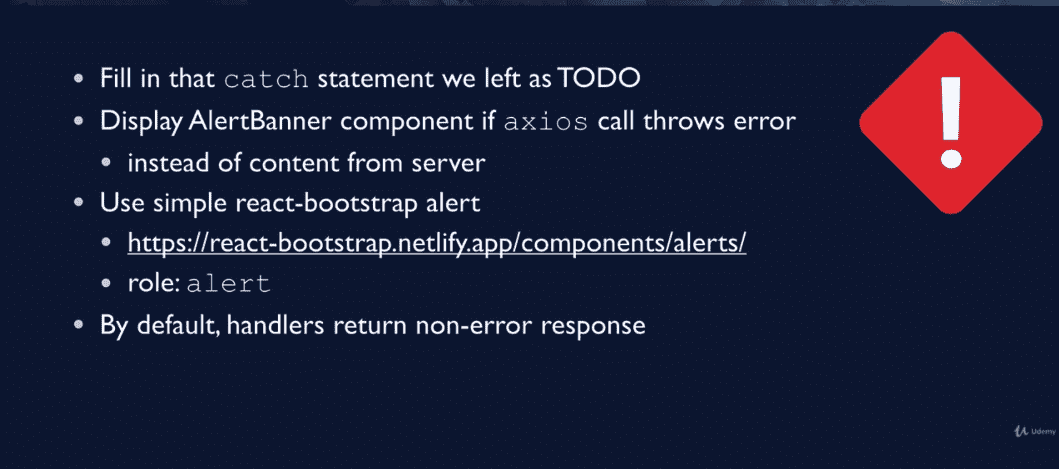 • Fill in that catch statement we left as TODO
• Display AlertBanner component if axios call throws error
• instead of content from server
• Use simple react-bootstrap alert
• https://react-bootstrap.netlify.app/components/alerts/
• role: alert
• By default, handlers return non-error response
!
Udemy